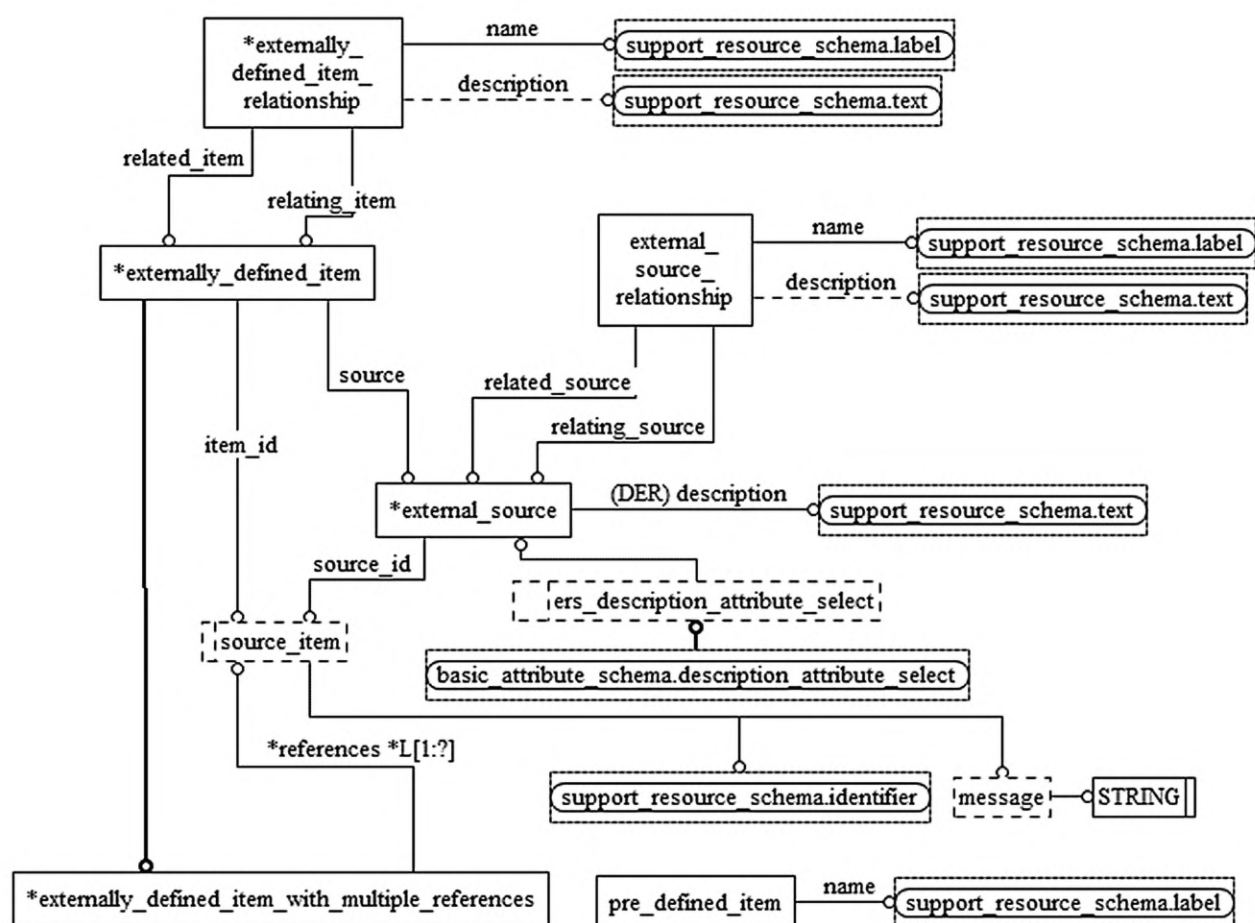 *externally_
defined_item_
relationship
name
support_resource_schema.label
description
support_resource_schema.text
related_item
relating_item
*externally_defined_item
external_
source_
relationship
name
support_resource_schema.label
description
support_resource_schema.text
source
related_source
relating_source
item_id
*external_source
(DER) description
support_resource_schema.text
source_id
ers_description_attribute_select
source_item
basic_attribute_schema.description_attribute_select
*references *L[1:?]
support_resource_schema.identifier
message
STRING
*externally_defined_item_with_multiple_references
pre_defined_item
name
support_resource_schema.label